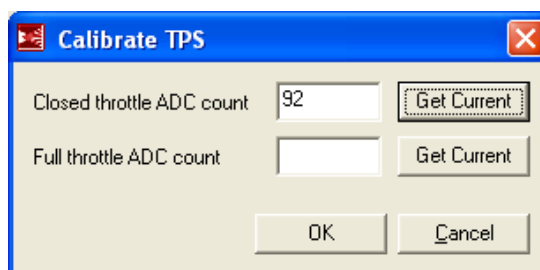 Calibrate TPS
Closed throttle ADC count 92 Get Current
Full throttle ADC count Get Current
OK Cancel